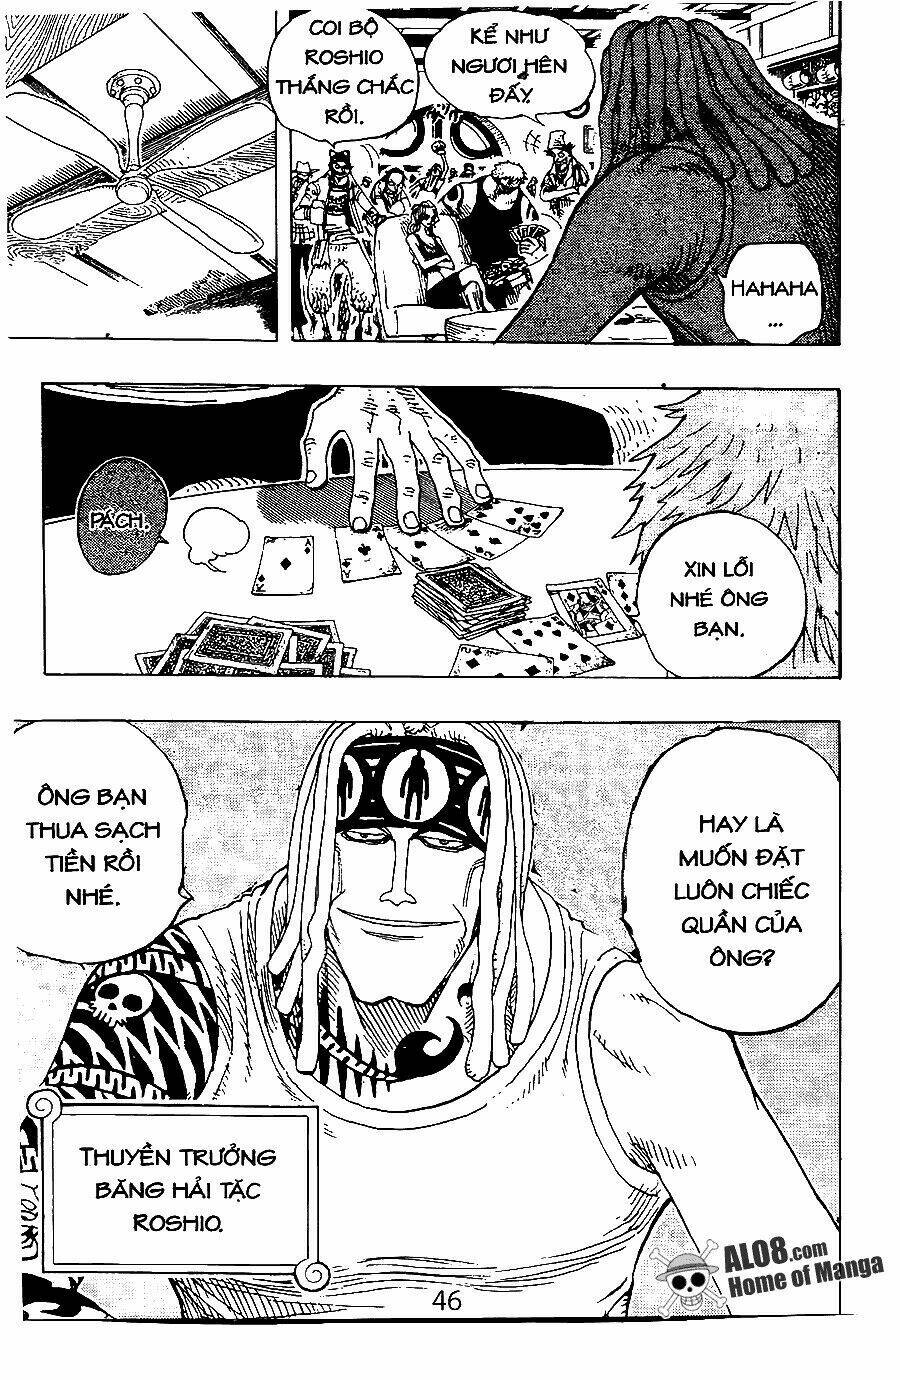 COI BỘ
ROSHIO
THẮNG CHẮC
RỒI.
KỂ NHƯ
NGƯƠI HÊN
ĐẤY.
HAHAHA
...
PÁCH.
XIN LỖI
NHÉ ÔNG
BẠN.
ÔNG BẠN
THUA SẠCH
TIỀN RỒI
NHÉ.
HAY LÀ
MUỐN ĐẶT
LUÔN CHIẾC
QUẦN CỦA
ÔNG?
THUYỀN TRƯỞNG
BĂNG HẢI TẶC
ROSHIO.
46
AL08.com
Home of Manga